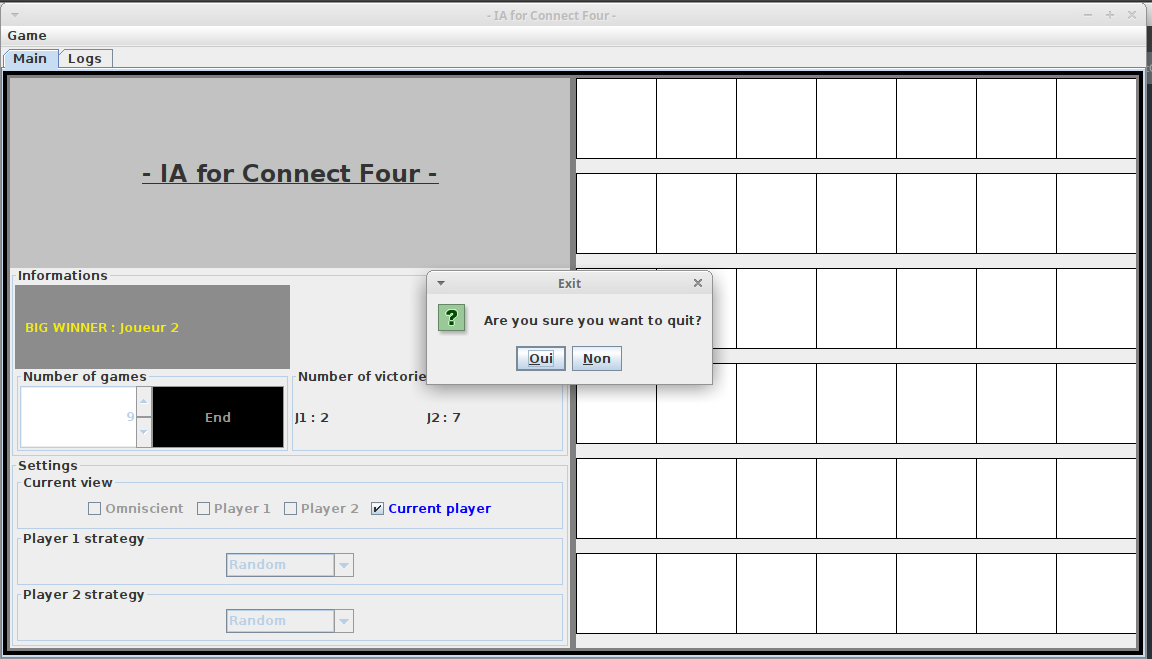 - IA for Connect Four -
Game
Main Logs
- IA for Connect Four -
Informations
BIG WINNER : Joueur 2
Number of games
9
End
Number of victorie
J1 : 2 J2 : 7
Exit
?
Are you sure you want to quit?
Oui Non
Settings
Current view
Omniscient Player 1 Player 2 Current player
Player 1 strategy
Random
Player 2 strategy
Random